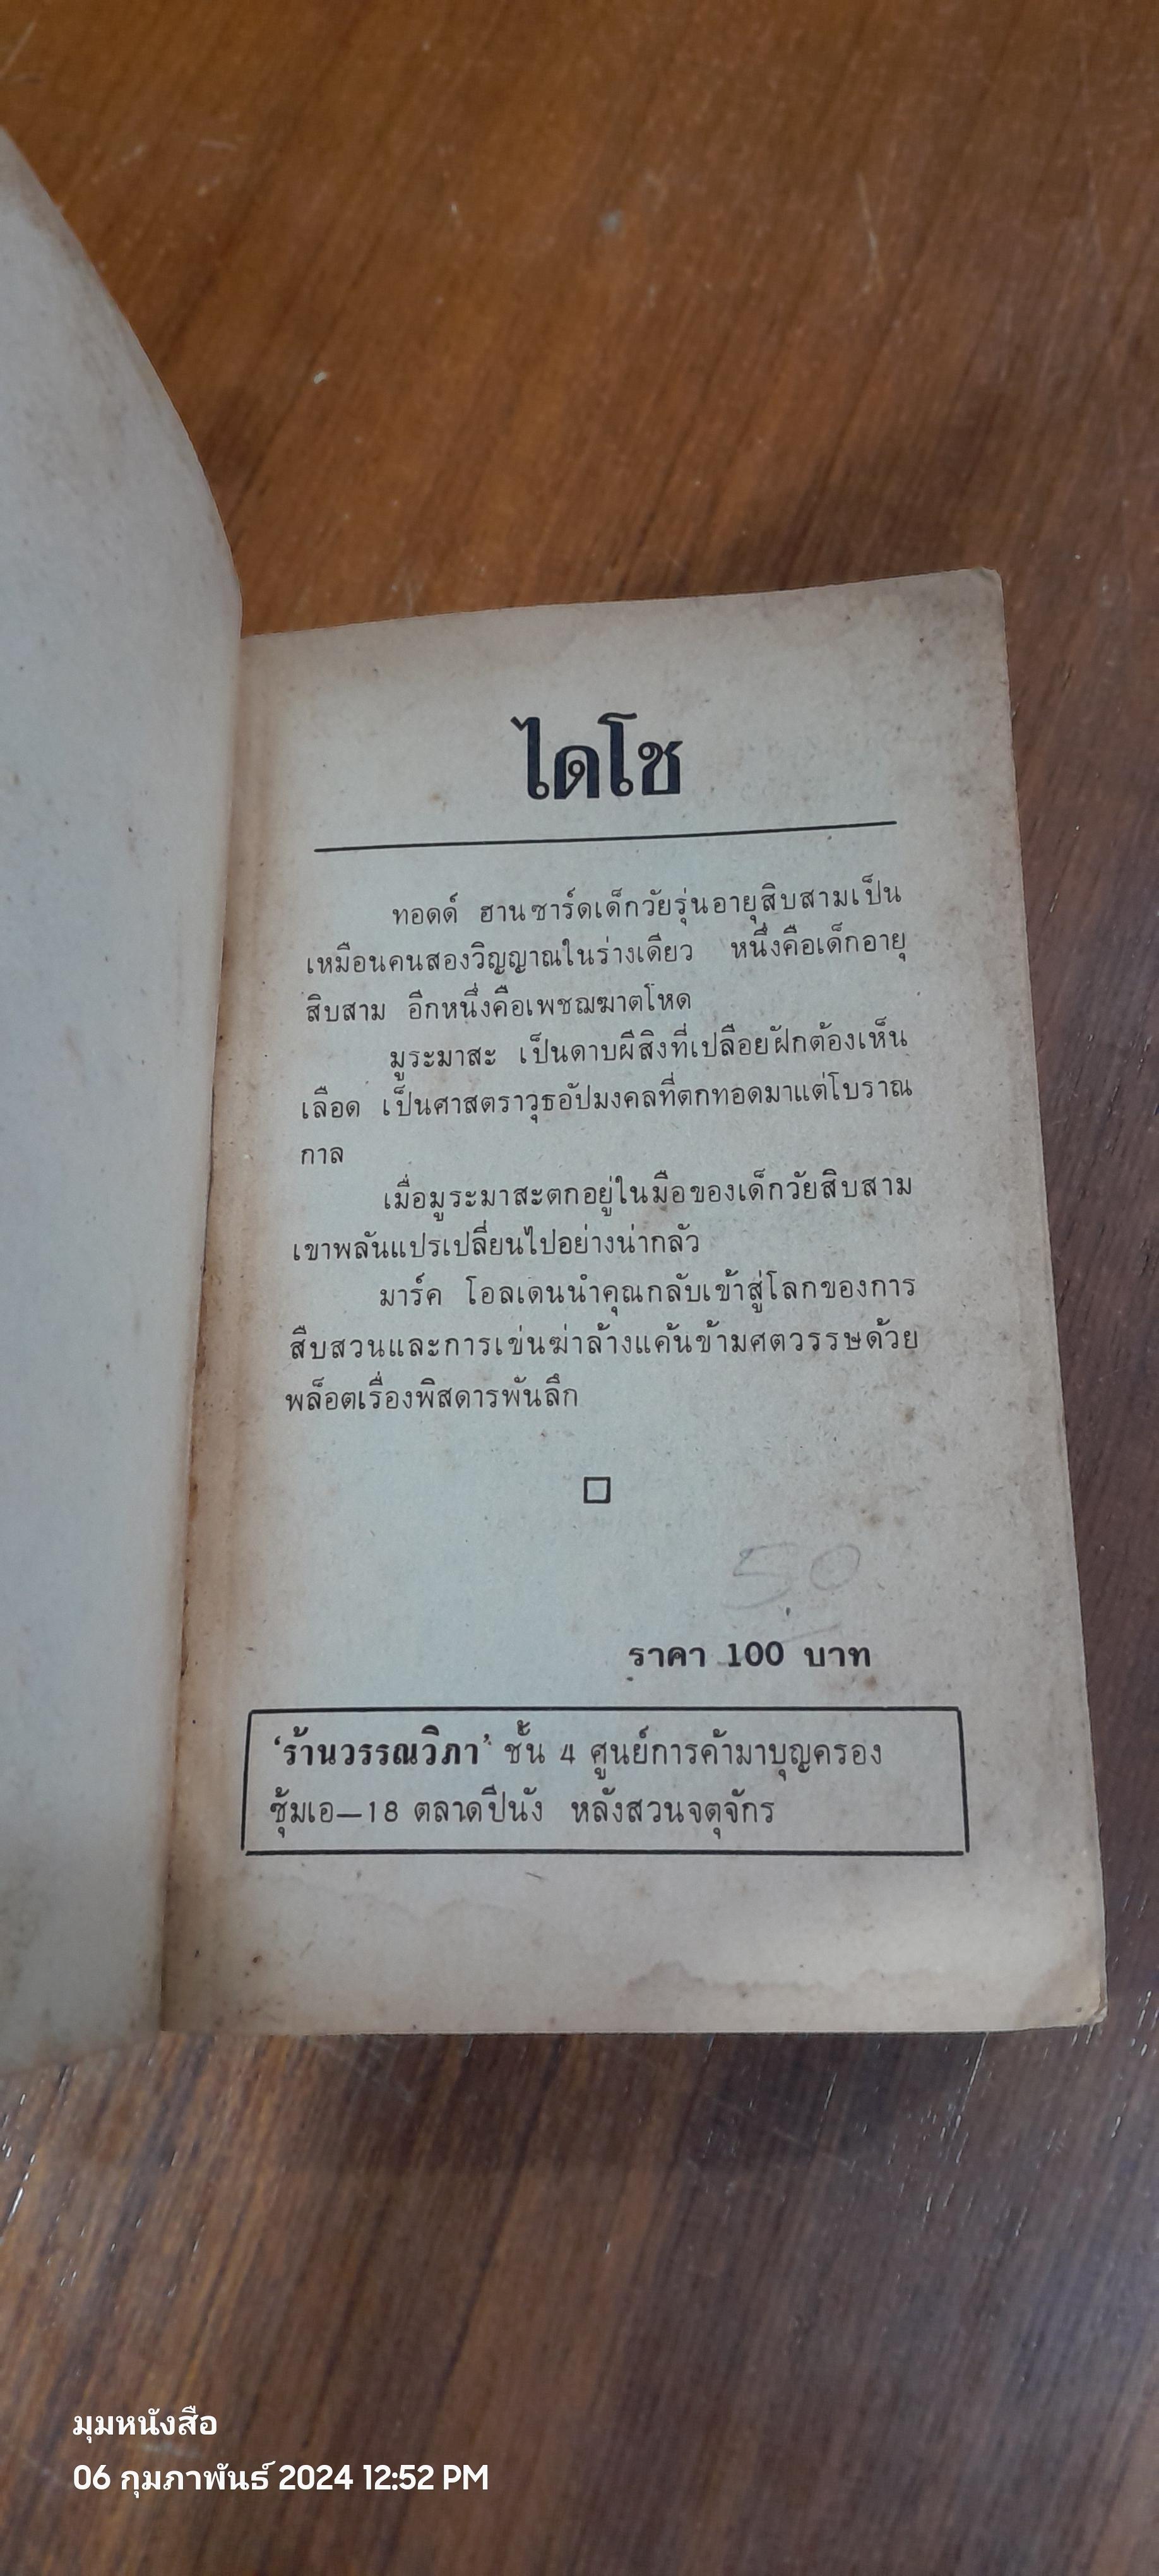 ไดโช
ทอดด์ ฮานซาร์ดเด็กวัยรุ่นอายุสิบสามเป็น
เหมือนคนสองวิญญาณในร่างเดียว หนึ่งคือเด็กอายุ
สิบสาม อีกหนึ่งคือเพชฌฆาตโหด
มูระมาสะ เป็นดาบผีสิงที่เปลือยฝักต้องเห็น
เลือด เป็นศาสตราวุธอัปมงคลที่ตกทอดมาแต่โบราณ
กาล
เมื่อมูระมาสะตกอยู่ในมือของเด็กวัยสิบสาม
เขาพลันแปรเปลี่ยนไปอย่างน่ากลัว
มาร์ค โอลเดนนำคุณกลับเข้าสู่โลกของการ
สืบสวนและการเข่นฆ่าล้างแค้นข้ามศตวรรษด้วย
พล็อตเรื่องพิสดารพันลึก
50
ราคา 100 บาท
‘ร้านวรรณวิภา’ ชั้น 4 ศูนย์การค้ามาบุญครอง
ซุ้มเอ—18 ตลาดปีนัง หลังสวนจตุจักร
มุมหนังสือ
06 กุมภาพันธ์ 2024 12:52 PM